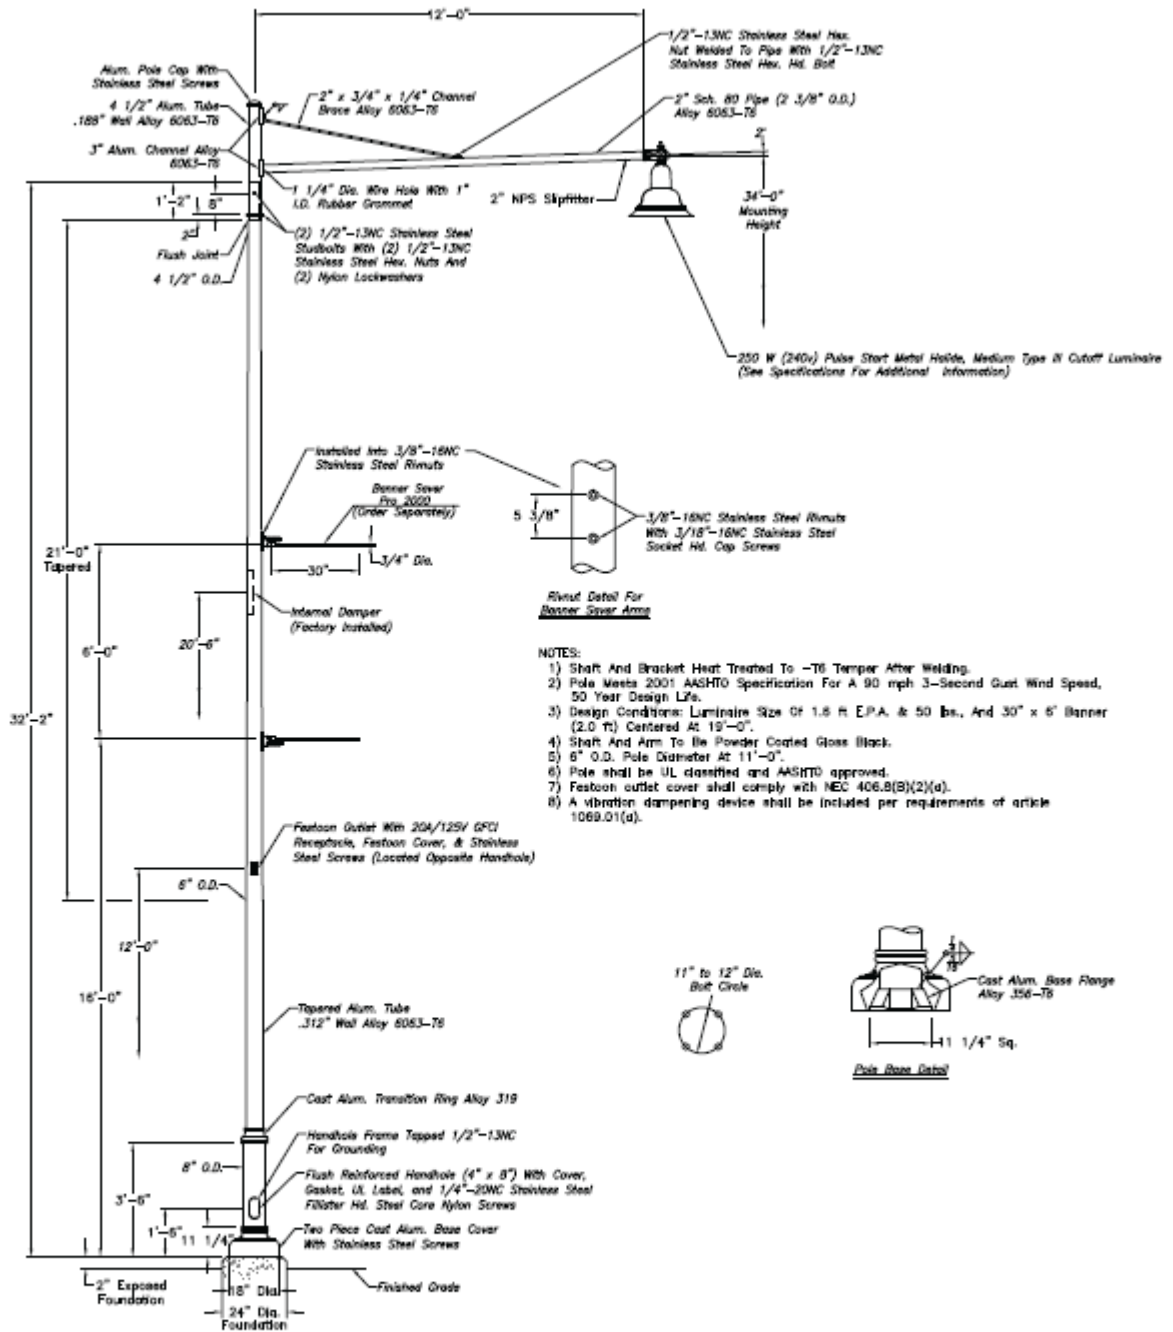 12'-0"
1/2"-13NC Stainless Steel Hex.
Nut Welded To Pipe With 1/2"-13NC
Stainless Steel Hex. Hd. Bolt
Alum. Pole Cap With
Stainless Steel Screws
4 1/2" Alum. Tube
.188" Wall Alloy 6063-T6
3" Alum. Channel Alloy
6063-T6
2" x 3/4" x 1/4" Channel
Brace Alloy 6063-T6
2" Sch. 80 Pipe (2 3/8" O.D.)
Alloy 6063-T6
2'
1'-2"
8"
2"
1 1/4" Dia. Wire Hole With 1"
I.D. Rubber Grommet
2" NPS Slipfitter
34'-0"
Mounting
Height
Flush Joint
4 1/2" O.D.
(2) 1/2"-13NC Stainless Steel
Studbolts With (2) 1/2"-13NC
Stainless Steel Hex. Nuts And
(2) Nylon Lockwashers
250 W (240v) Pulse Start Metal Halide, Medium Type III Cutoff Luminaire
(See Specifications For Additional Information)
Installed Into 3/8"-16NC
Stainless Steel Rivnuts
Banner Saver
Pro 2000
(Order Separately)
3/4" Dia.
30"
5 3/8"
3/8"-16NC Stainless Steel Rivnuts
With 3/18"-16NC Stainless Steel
Socket Hd. Cap Screws
Rivnut Detail For
Banner Saver Arms
21'-0"
Tapered
Internal Damper
(Factory Installed)
20'-6"
6'-0"
32'-2"
NOTES:
1) Shaft And Bracket Heat Treated To -T6 Temper After Welding.
2) Pole Meets 2001 AASHTO Specification For A 90 mph 3-Second Gust Wind Speed,
50 Year Design Life.
3) Design Conditions: Luminaire Size Of 1.6 ft E.P.A. & 50 lbs., And 30" x 6' Banner
(2.0 ft) Centered At 19'-0".
4) Shaft And Arm To Be Powder Coated Gloss Black.
5) 6" O.D. Pole Diameter At 11'-0".
6) Pole shall be UL classified and AASHTO approved.
7) Festoon outlet cover shall comply with NEC 406.8(B)(2)(a).
8) A vibration dampening device shall be included per requirements of article
1069.01(d).
Festoon Outlet With 20A/125V GFCI
Receptacle, Festoon Cover, & Stainless
Steel Screws (Located Opposite Handhole)
6" O.D.
12'-0"
16'-0"
Tapered Alum. Tube
.312" Wall Alloy 6063-T6
11" to 12" Dia.
Bolt Circle
Cast Alum. Base Flange
Alloy 356-T6
11 1/4" Sq.
Pole Base Detail
Cast Alum. Transition Ring Alloy 319
Handhole Frame Tapped 1/2"-13NC
For Grounding
8" O.D.
Flush Reinforced Handhole (4" x 8") With Cover,
Gasket, UL Label, and 1/4"-20NC Stainless Steel
Fillister Hd. Steel Core Nylon Screws
3'-6"
1'-6"
11 1/4"
Two Piece Cast Alum. Base Cover
With Stainless Steel Screws
2" Exposed
Foundation
18" Dia.
24" Dia.
Foundation
Finished Grade